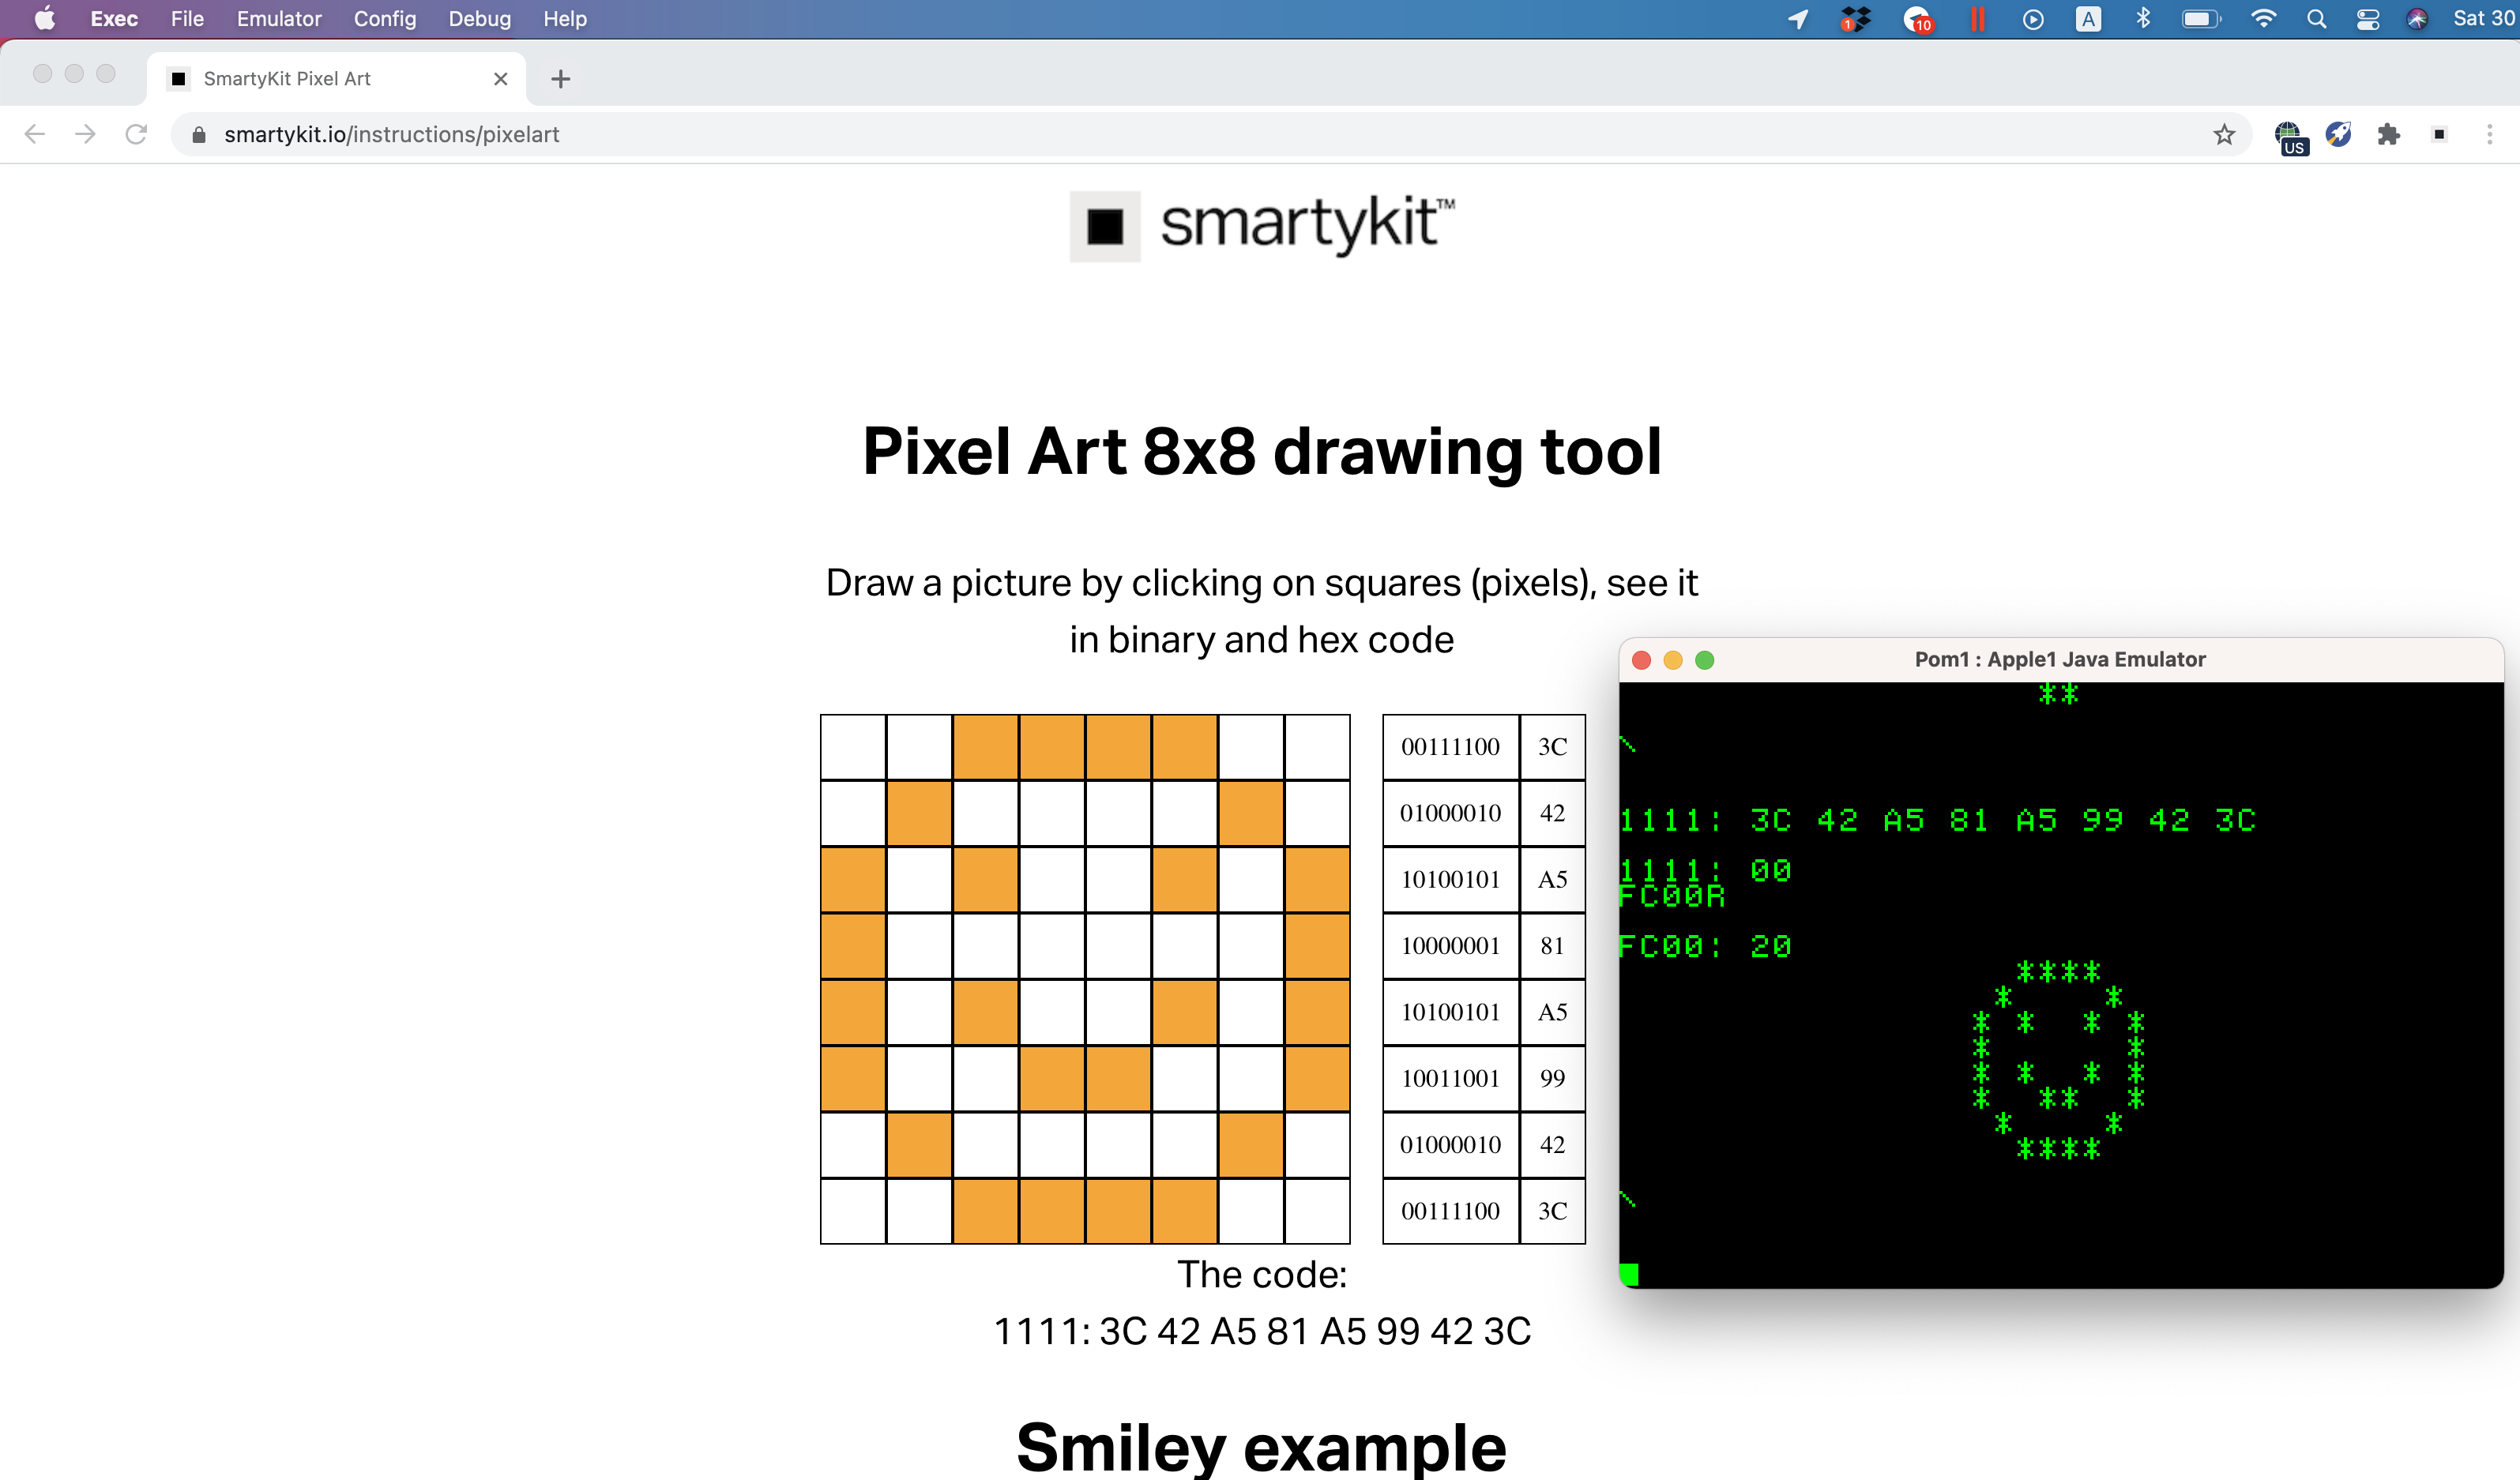 Exec File Emulator Config Debug Help
1 10 A Sat 30
SmartyKit Pixel Art
smartykit.io/instructions/pixelart
US
smartykit™
Pixel Art 8x8 drawing tool
Draw a picture by clicking on squares (pixels), see it
in binary and hex code
00111100 3C
01000010 42
10100101 A5
10000001 81
10100101 A5
10011001 99
01000010 42
00111100 3C
The code:
1111: 3C 42 A5 81 A5 99 42 3C
Smiley example
Pom1 : Apple1 Java Emulator
**
\
1111: 3C 42 A5 81 A5 99 42 3C
1111: 00
FC00R
FC00: 20
****
*    *
* *  * *
*      *
* *  * *
*  **  *
*    *
****
\